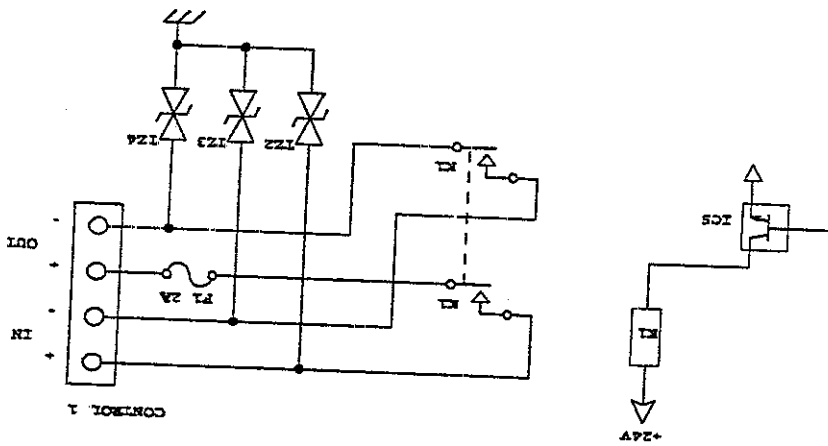 +24V
CONTROL 1
K1
+
IN
-
K1
F1 2A
+
OUT
-
IC5
K1
TZ2
TZ3
TZ4